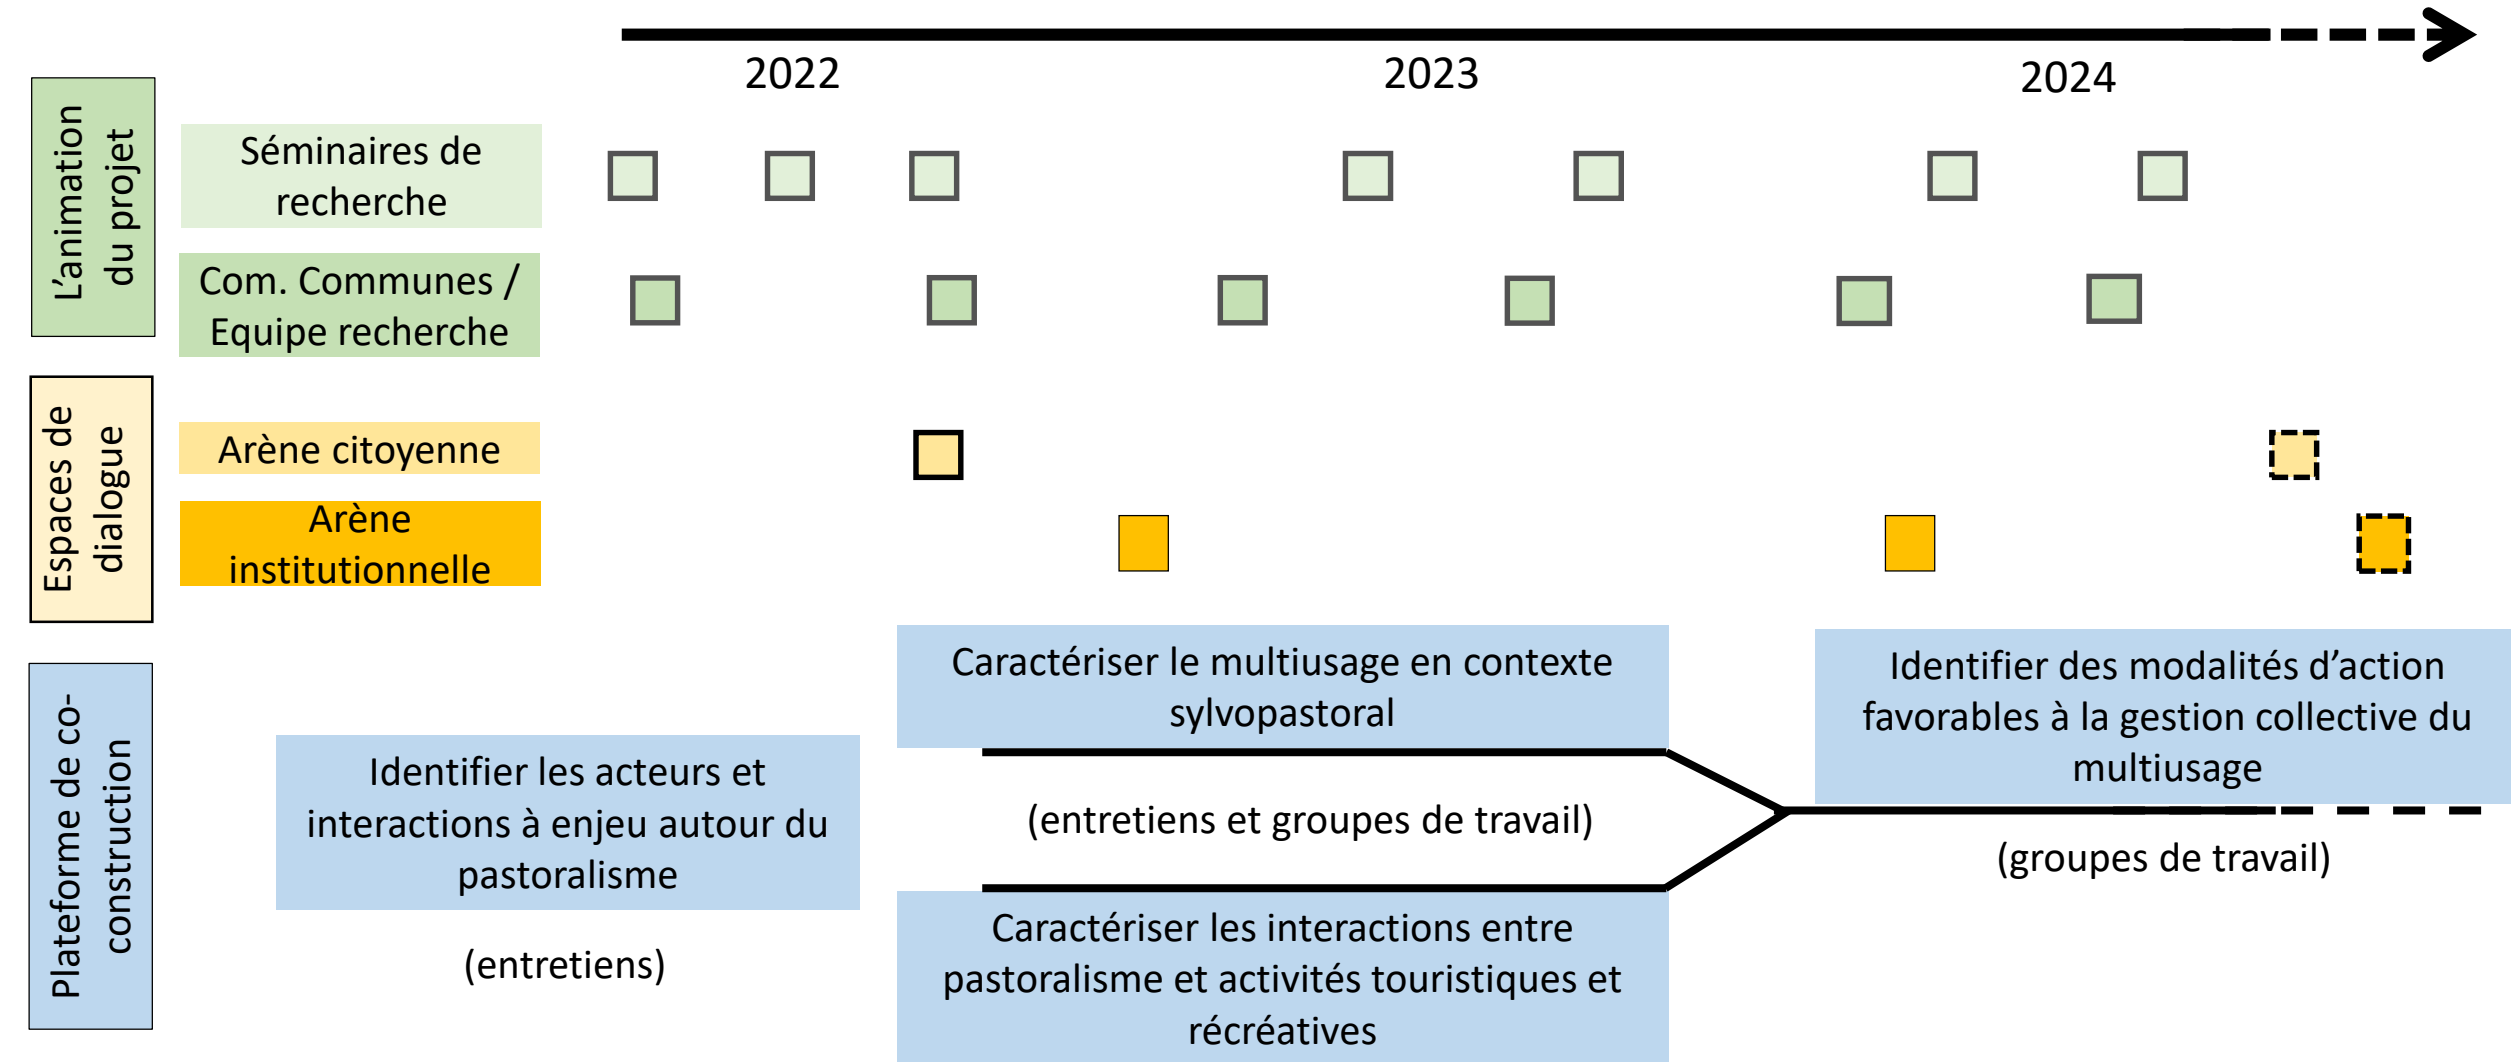 2022
2023
2024
L'animation
du projet
Séminaires de
recherche
Com. Communes /
Equipe recherche
Espaces de
dialogue
Arène citoyenne
Arène
institutionnelle
Plateforme de co-
construction
Identifier les acteurs et
interactions à enjeu autour du
pastoralisme
(entretiens)
Caractériser le multiusage en contexte
sylvopastoral
(entretiens et groupes de travail)
Caractériser les interactions entre
pastoralisme et activités touristiques et
récréatives
Identifier des modalités d'action
favorables à la gestion collective du
multiusage
(groupes de travail)